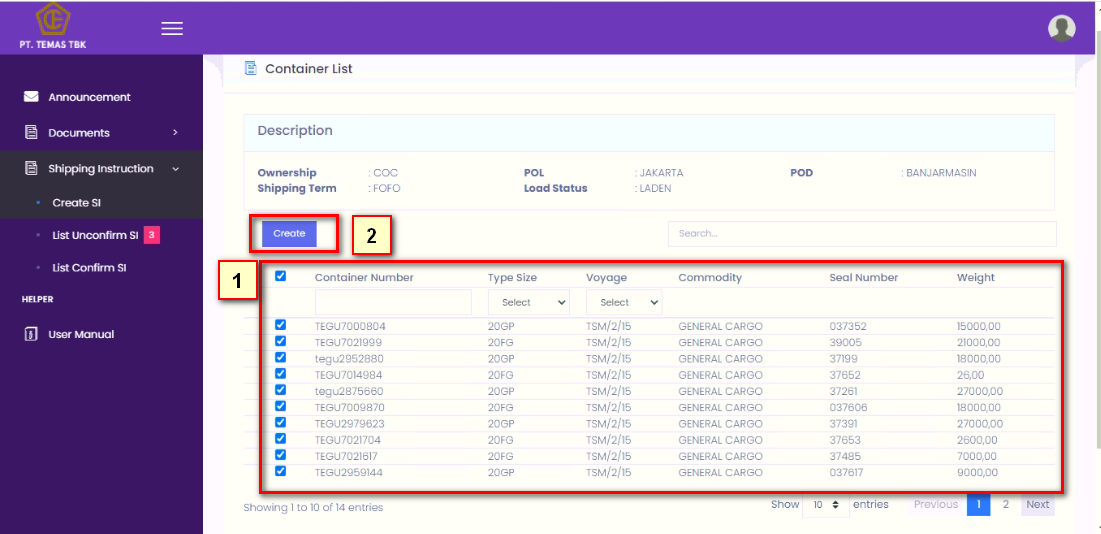 PT. TEMAS TBK
Announcement
Documents
Shipping Instruction
Create SI
List Unconfirm SI 3
List Confirm SI
HELPER
User Manual
Container List
Description
Ownership : COC POL : JAKARTA POD : BANJARMASIN
Shipping Term : FOFO Load Status : LADEN
Create 2 Search...
1
Container Number Type Size Voyage Commodity Seal Number Weight
Select Select
TEGU7000804 20GP TSM/2/15 GENERAL CARGO 037352 15000,00
TEGU7021999 20FG TSM/2/15 GENERAL CARGO 39005 21000,00
tegu2952880 20GP TSM/2/15 GENERAL CARGO 37199 18000,00
TEGU7014984 20FG TSM/2/15 GENERAL CARGO 37652 26,00
tegu2875660 20GP TSM/2/15 GENERAL CARGO 37261 27000,00
TEGU7009870 20FG TSM/2/15 GENERAL CARGO 037606 18000,00
TEGU2979623 20GP TSM/2/15 GENERAL CARGO 37391 27000,00
TEGU7021704 20FG TSM/2/15 GENERAL CARGO 37653 2600,00
TEGU7021617 20FG TSM/2/15 GENERAL CARGO 37485 7000,00
TEGU2959144 20GP TSM/2/15 GENERAL CARGO 037617 9000,00
Showing 1 to 10 of 14 entries Show 10 entries Previous 1 2 Next